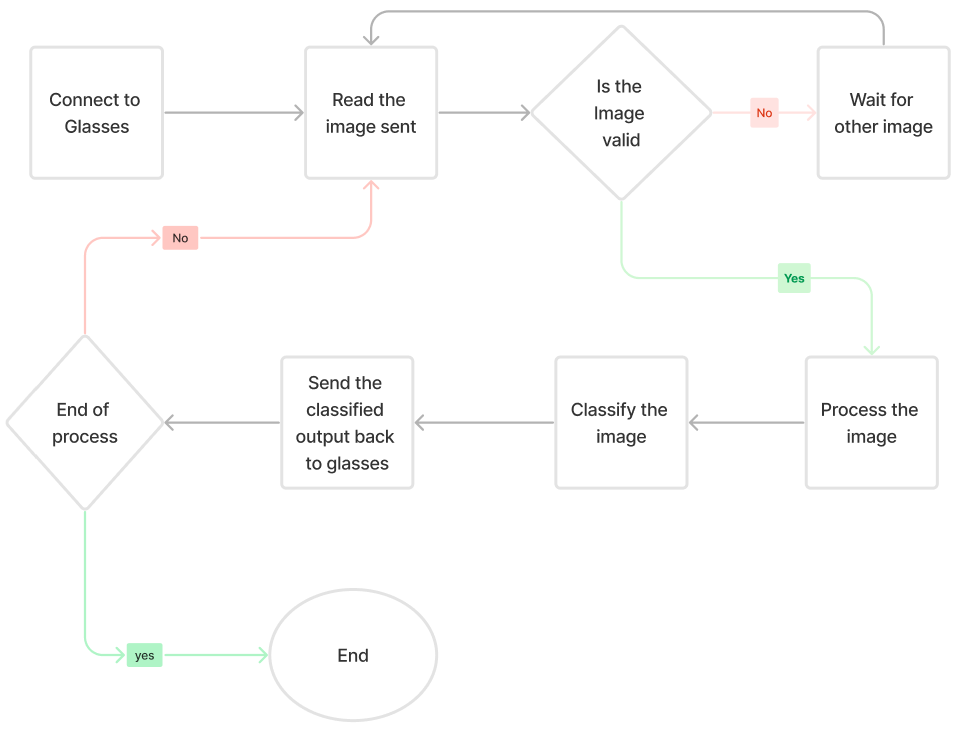 Connect to
Glasses
Read the
image sent
Is the
Image
valid
No
Wait for
other image
No
Yes
End of
process
Send the
classified
output back
to glasses
Classify the
image
Process the
image
yes
End